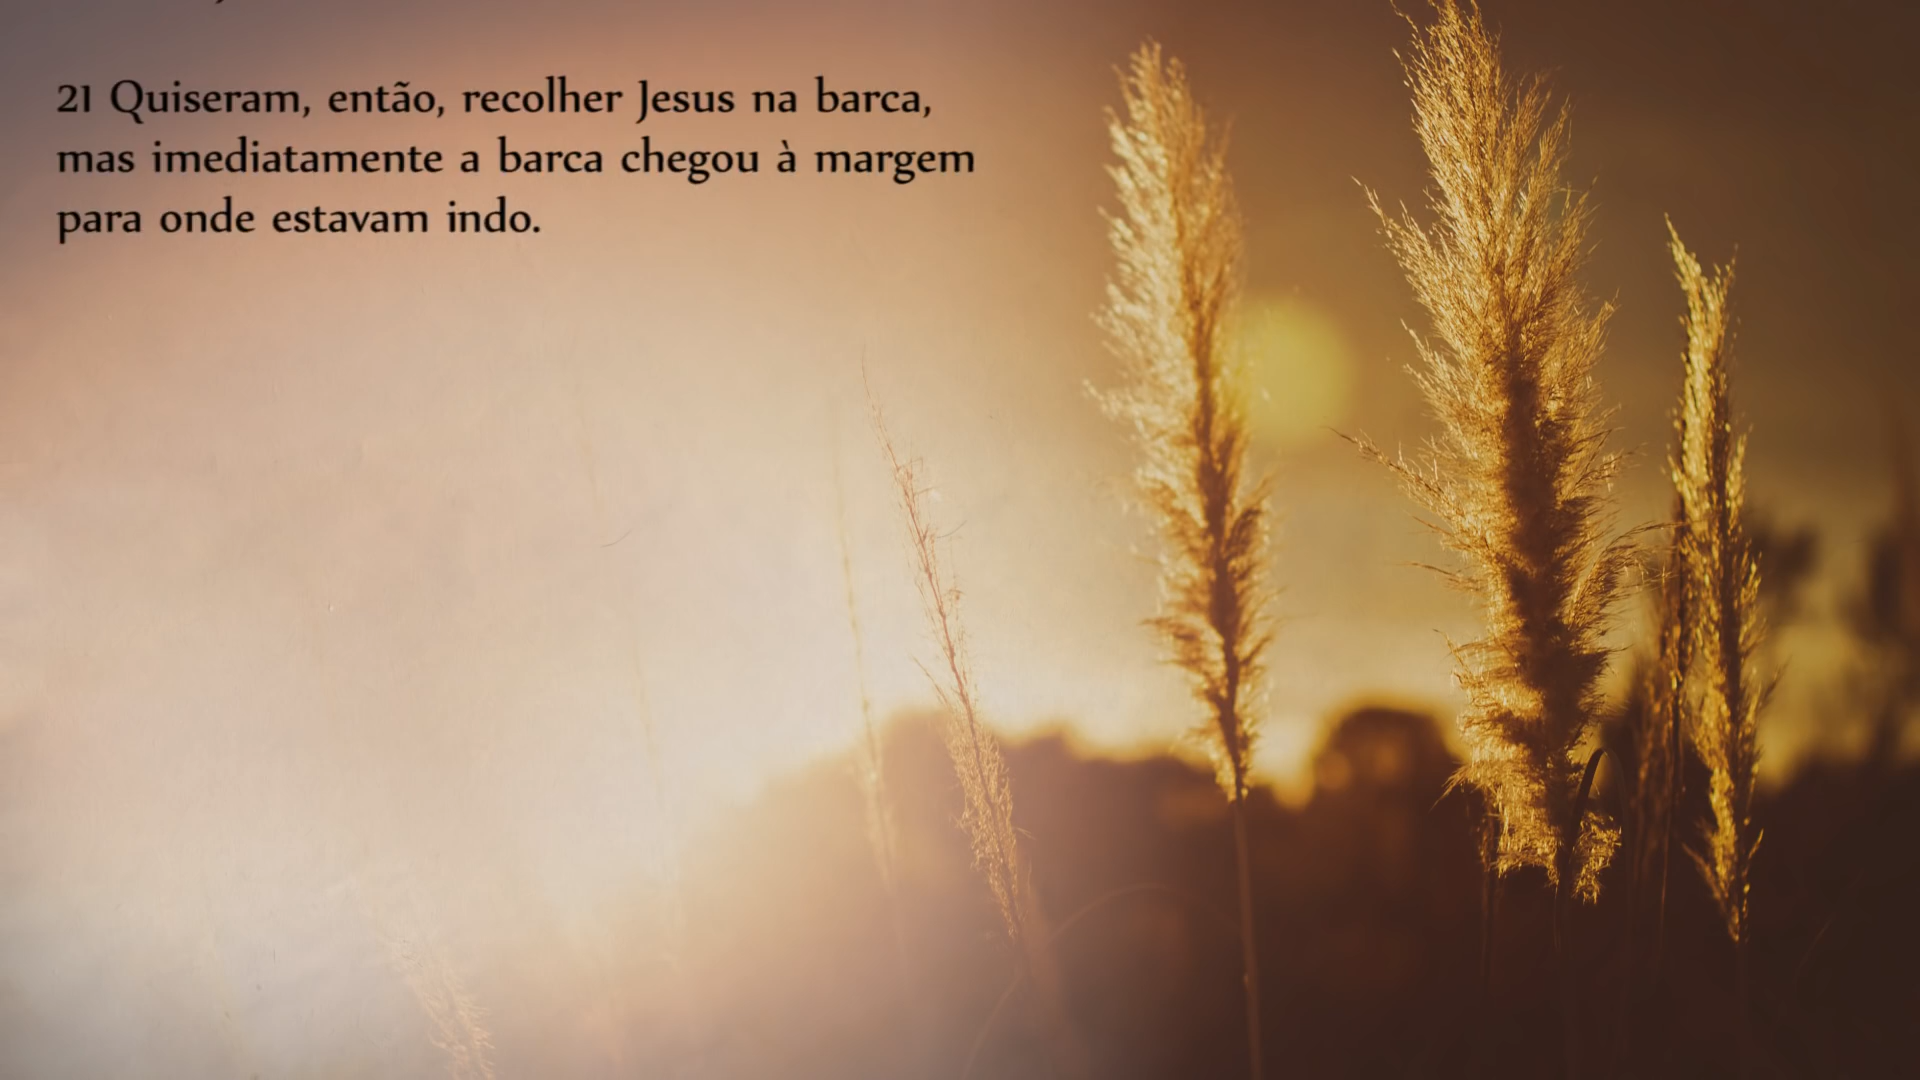 21 Quiseram, então, recolher Jesus na barca,
mas imediatamente a barca chegou à margem
para onde estavam indo.